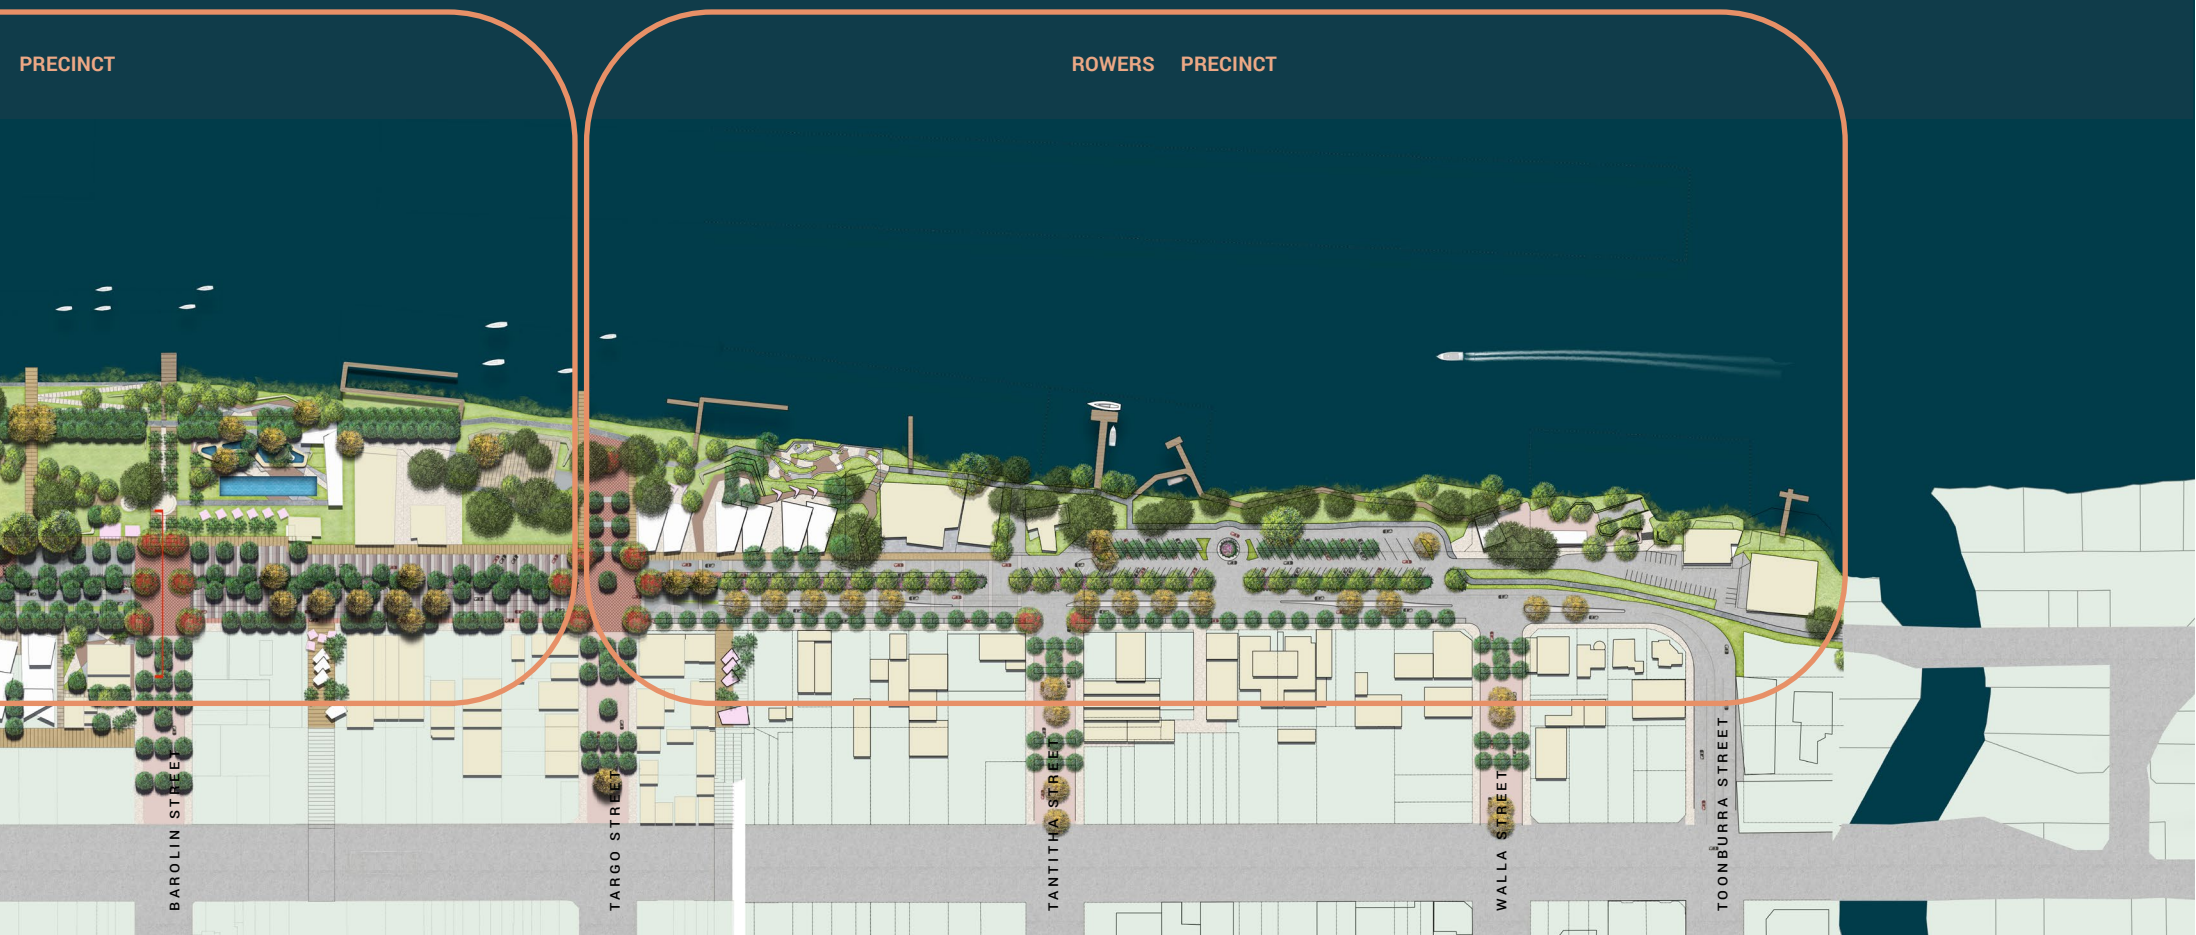 PRECINCT
ROWERS PRECINCT
BAROLIN STREET
TARGO STREET
TANTITHA STREET
WALLA STREET
TOONBURRA STREET